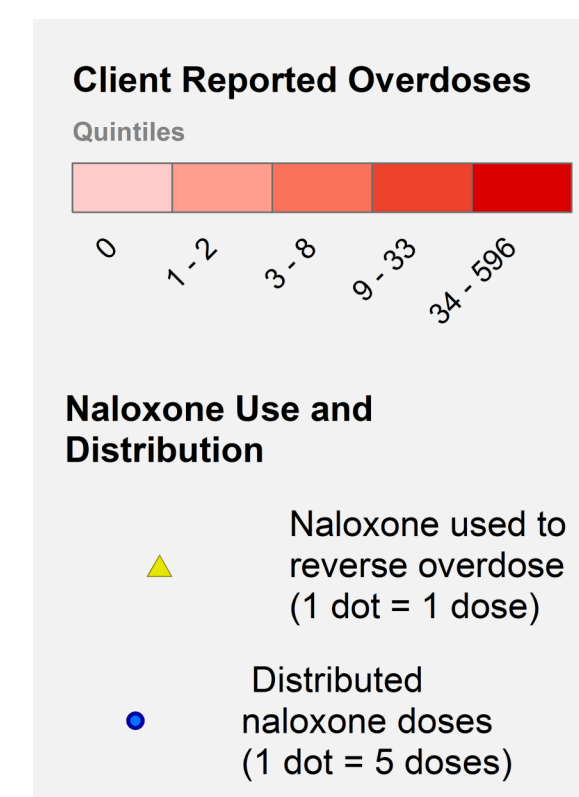 Client Reported Overdoses
Quintiles
0
1 - 2
3 - 8
9 - 33
34 - 596
Naloxone Use and
Distribution
Naloxone used to
reverse overdose
(1 dot = 1 dose)
Distributed
naloxone doses
(1 dot = 5 doses)